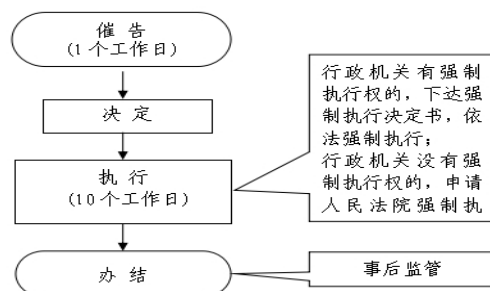 催告
(1个工作日)
决定
执行
(10个工作日)
办结
行政机关有强制
执行权的，下达强
制执行决定书，依
法强制执行；
行政机关没有强
制执行权的，申请
人民法院强制执
事后监管